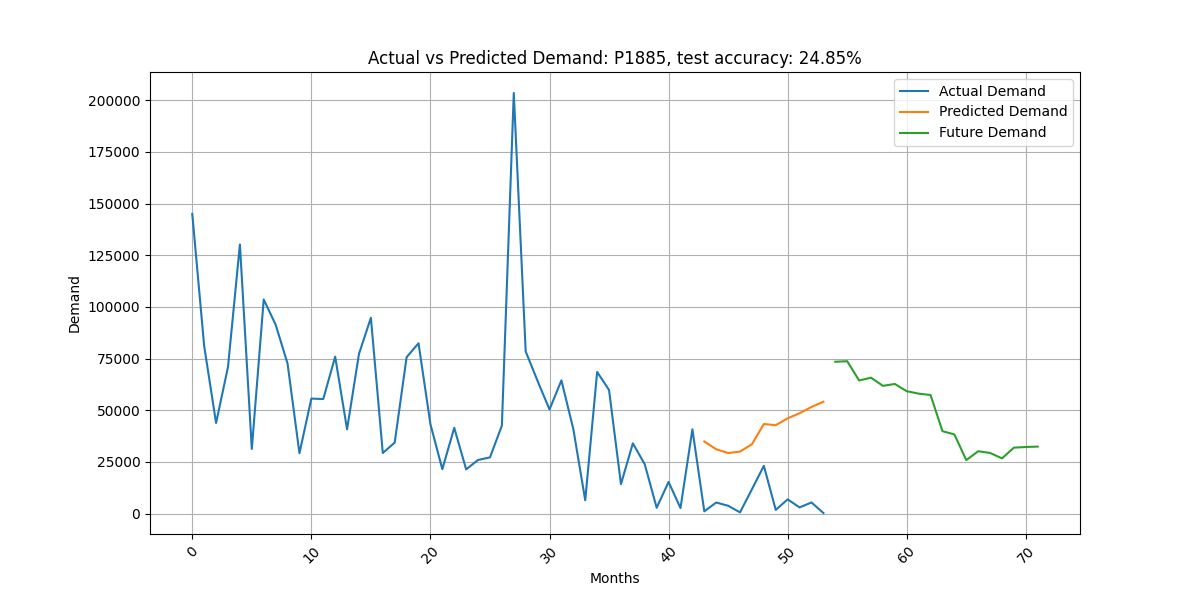 Actual vs Predicted Demand: P1885, test accuracy: 24.85%
Actual Demand
Predicted Demand
Future Demand
Demand
200000
175000
150000
125000
100000
75000
50000
25000
0
0
10
20
30
40
50
60
70
Months